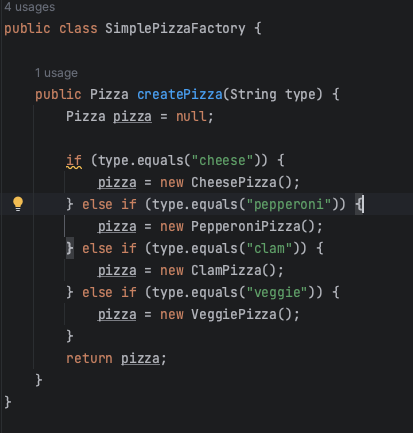 4 usages
public class SimplePizzaFactory {
1 usage
public Pizza createPizza(String type) {
Pizza pizza = null;
if (type.equals("cheese")) {
pizza = new CheesePizza();
} else if (type.equals("pepperoni")) {
pizza = new PepperoniPizza();
} else if (type.equals("clam")) {
pizza = new ClamPizza();
} else if (type.equals("veggie")) {
pizza = new VeggiePizza();
}
return pizza;
}
}